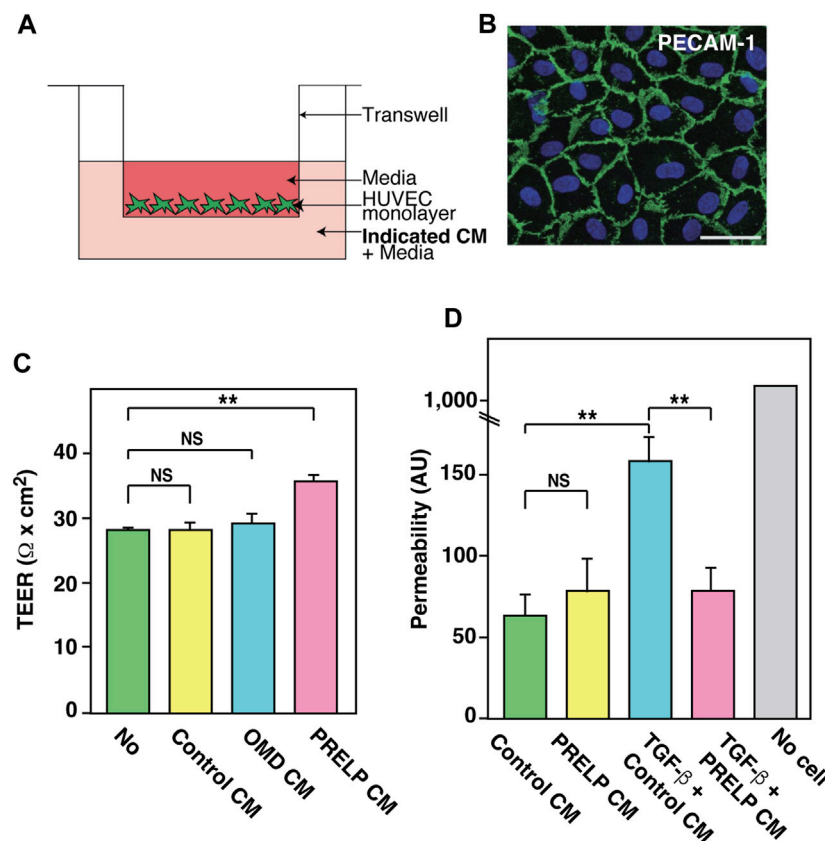 A
Transwell
Media
HUVEC
monolayer
Indicated CM
+ Media
B
PECAM-1
C
TEER (Ω x cm²)
40
30
20
10
0
**
NS
NS
No
Control CM
OMD CM
PRELP CM
D
Permeability (AU)
1,000
150
100
50
0
**
**
NS
Control CM
PRELP CM
TGF-β +
Control CM
TGF-β +
PRELP CM
No cell